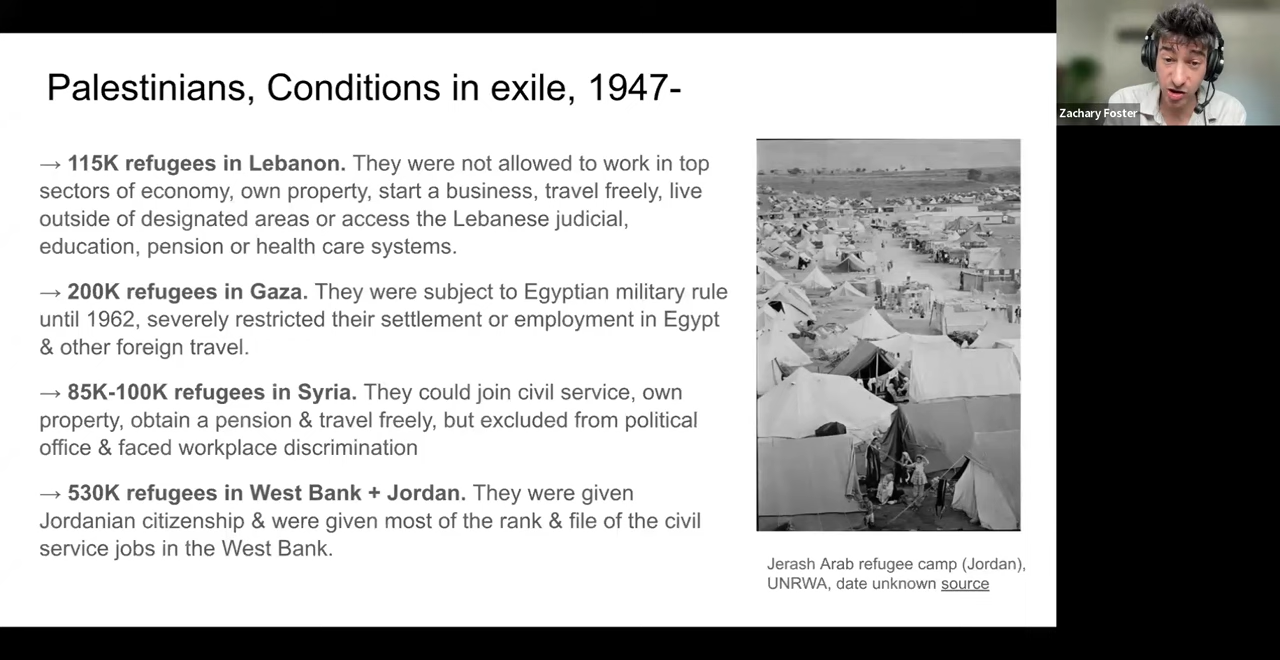 Palestinians, Conditions in exile, 1947-
→ 115K refugees in Lebanon. They were not allowed to work in top
sectors of economy, own property, start a business, travel freely, live
outside of designated areas or access the Lebanese judicial,
education, pension or health care systems.
→ 200K refugees in Gaza. They were subject to Egyptian military rule
until 1962, severely restricted their settlement or employment in Egypt
& other foreign travel.
→ 85K-100K refugees in Syria. They could join civil service, own
property, obtain a pension & travel freely, but excluded from political
office & faced workplace discrimination
→ 530K refugees in West Bank + Jordan. They were given
Jordanian citizenship & were given most of the rank & file of the civil
service jobs in the West Bank.
Jerash Arab refugee camp (Jordan),
UNRWA, date unknown source
Zachary Foster